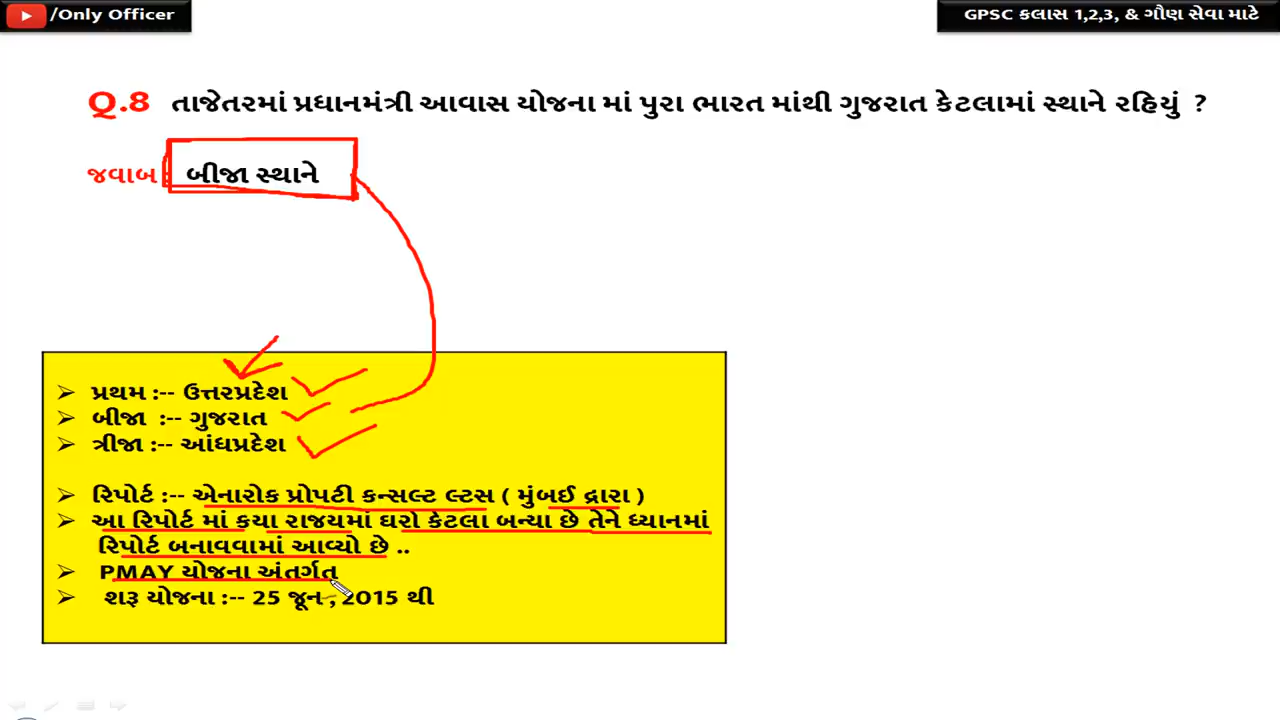 /Only Officer
GPSC કલાસ 1,2,3, & ગૌણ સેવા માટે
Q.8 તાજેતરમાં પ્રધાનમંત્રી આવાસ યોજના માં પુરા ભારત માંથી ગુજરાત કેટલામાં સ્થાને રહિયું ?
જવાબ બીજા સ્થાને
➢ પ્રથમ :-- ઉત્તરપ્રદેશ
➢ બીજા :-- ગુજરાત
➢ ત્રીજા :-- આંધપ્રદેશ
➢ રિપોર્ટ :-- એનારોક પ્રોપટી કન્સલ્ટ લ્ટસ ( મુંબઈ દ્રારા )
➢ આ રિપોર્ટ માં કયા રાજયમાં ઘરો કેટલા બન્યા છે તેને ધ્યાનમાં
રિપોર્ટ બનાવવામાં આવ્યો છે ..
➢ PMAY યોજના અંતર્ગત
➢ શરૂ યોજના :-- 25 જૂન , 2015 થી